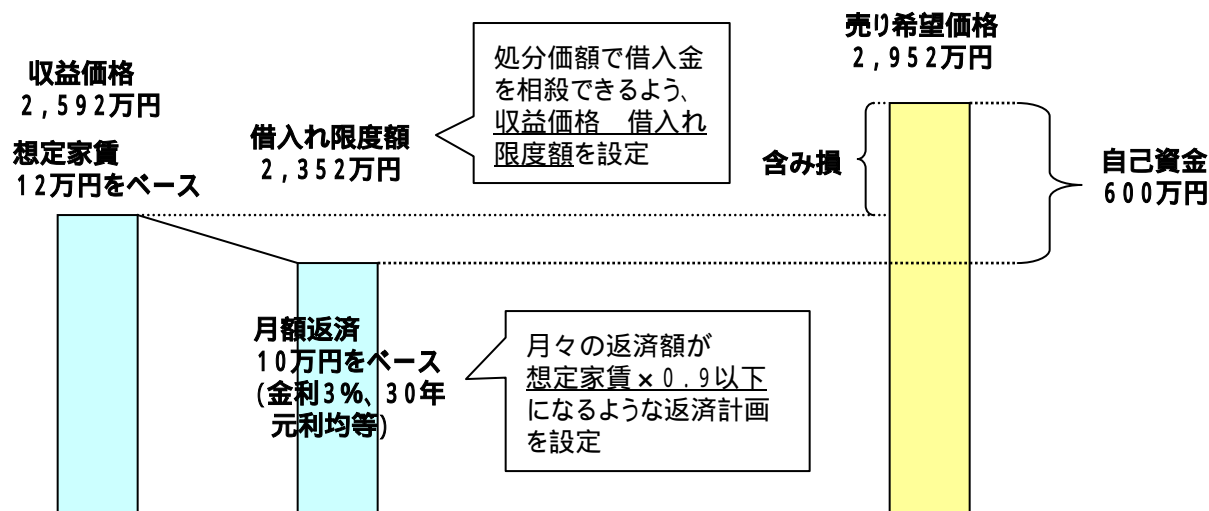 収益価格
2,592万円
想定家賃
12万円をベース
借入れ限度額
2,352万円
処分価額で借入金
を相殺できるよう、
収益価格　借入れ
限度額を設定
売り希望価格
2,952万円
含み損
自己資金
600万円
月額返済
10万円をベース
(金利3%、30年
元利均等)
月々の返済額が
想定家賃×0.9以下
になるような返済計画
を設定